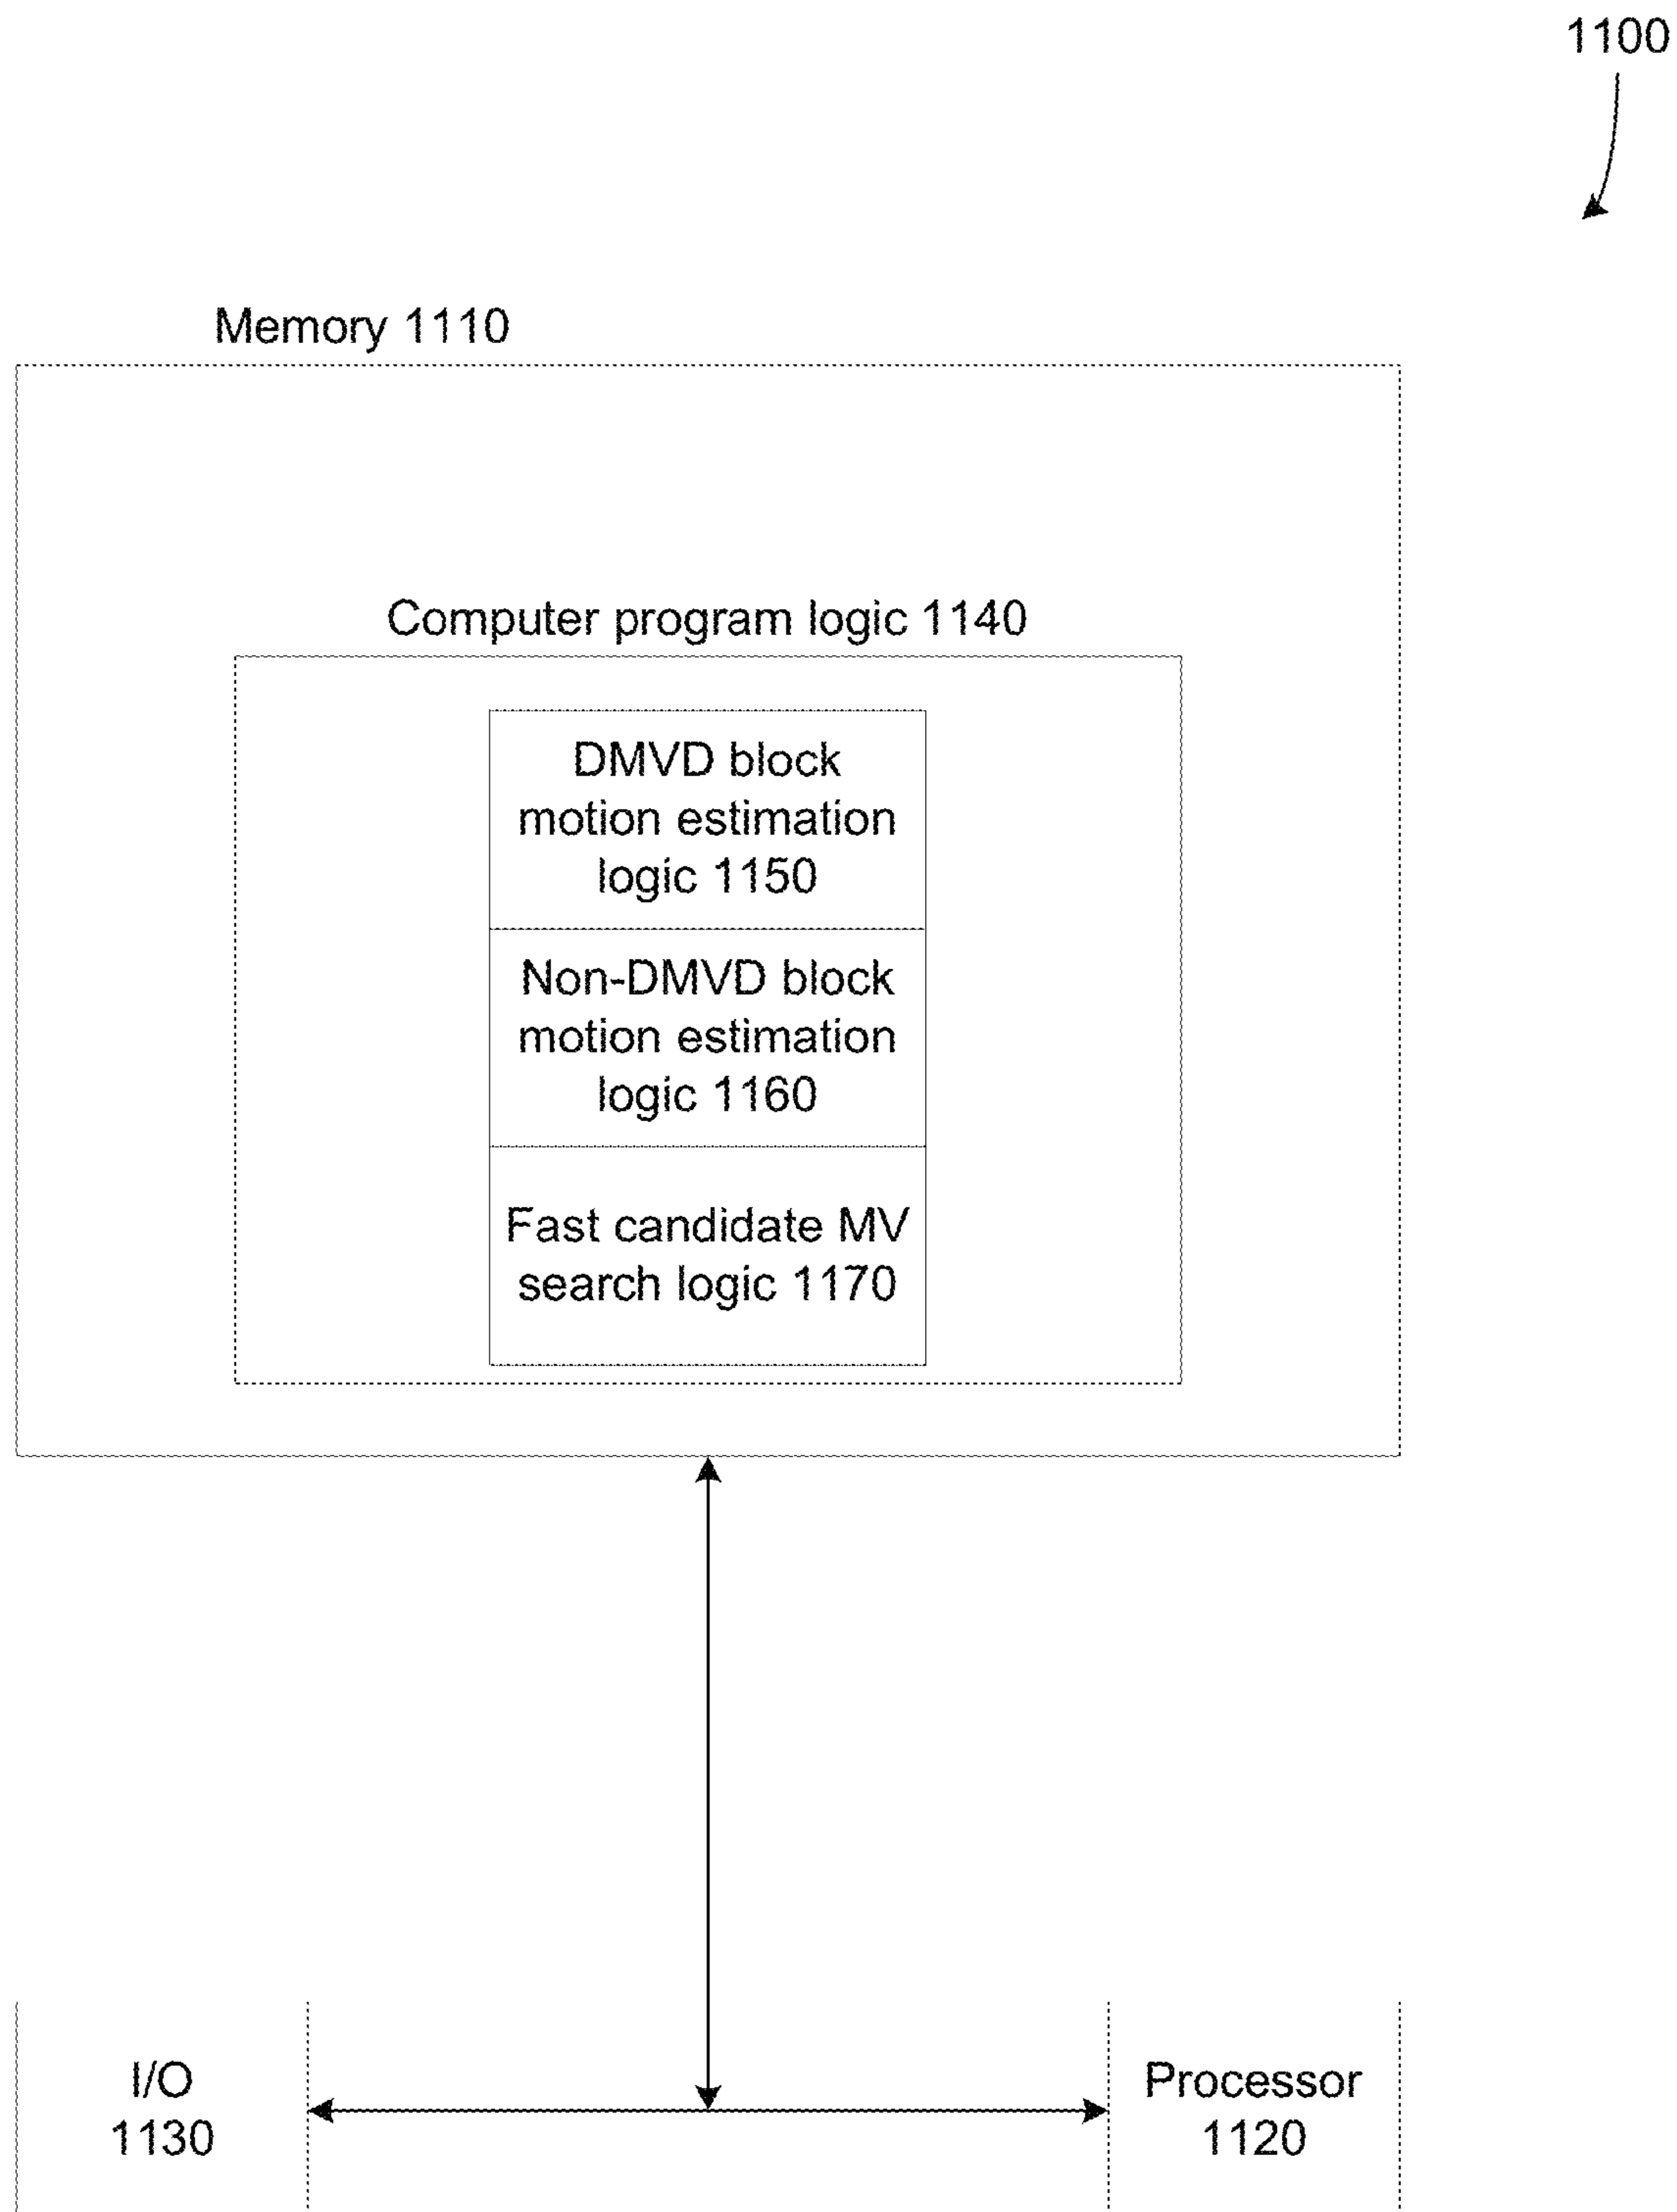 1100
Memory 1110
Computer program logic 1140
DMVD block
motion estimation
logic 1150
Non-DMVD block
motion estimation
logic 1160
Fast candidate MV
search logic 1170
I/O
1130
Processor
1120